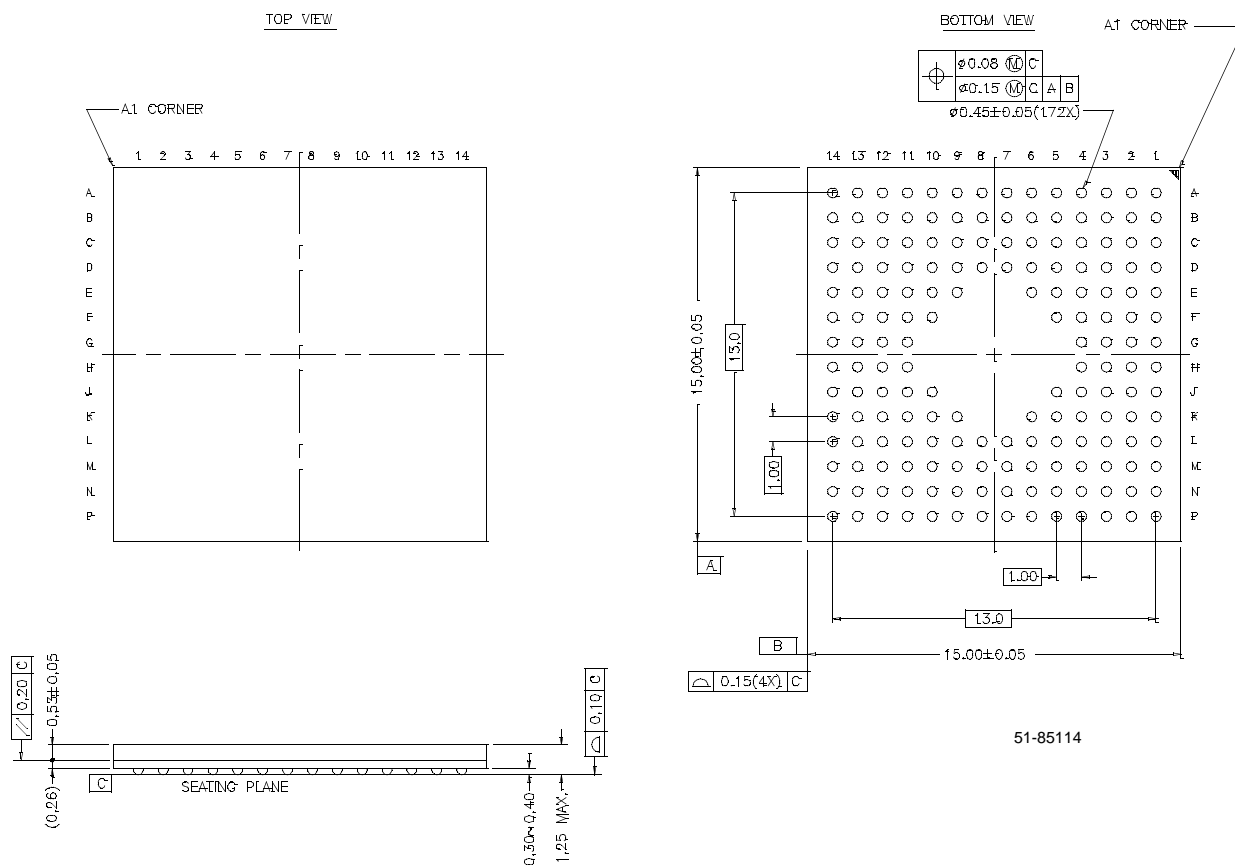 TOP VIEW
A1 CORNER
1 2 3 4 5 6 7 8 9 10 11 12 13 14
A
B
C
D
E
F
G
H
J
K
L
M
N
P
BOTTOM VIEW
A1 CORNER
ø0.08 Ⓜ C
ø0.15 Ⓜ C A B
ø0.45±0.05(172X)
14 13 12 11 10 9 8 7 6 5 4 3 2 1
A
B
C
D
E
F
G
H
J
K
L
M
N
P
15.00±0.05
13.0
1.00
A
1.00
13.0
B
15.00±0.05
0.15(4X) C
51-85114
// 0.20 C
0.53±0.05
(0.26)
C
SEATING PLANE
0.30~0.40
1.25 MAX.
0.10 C